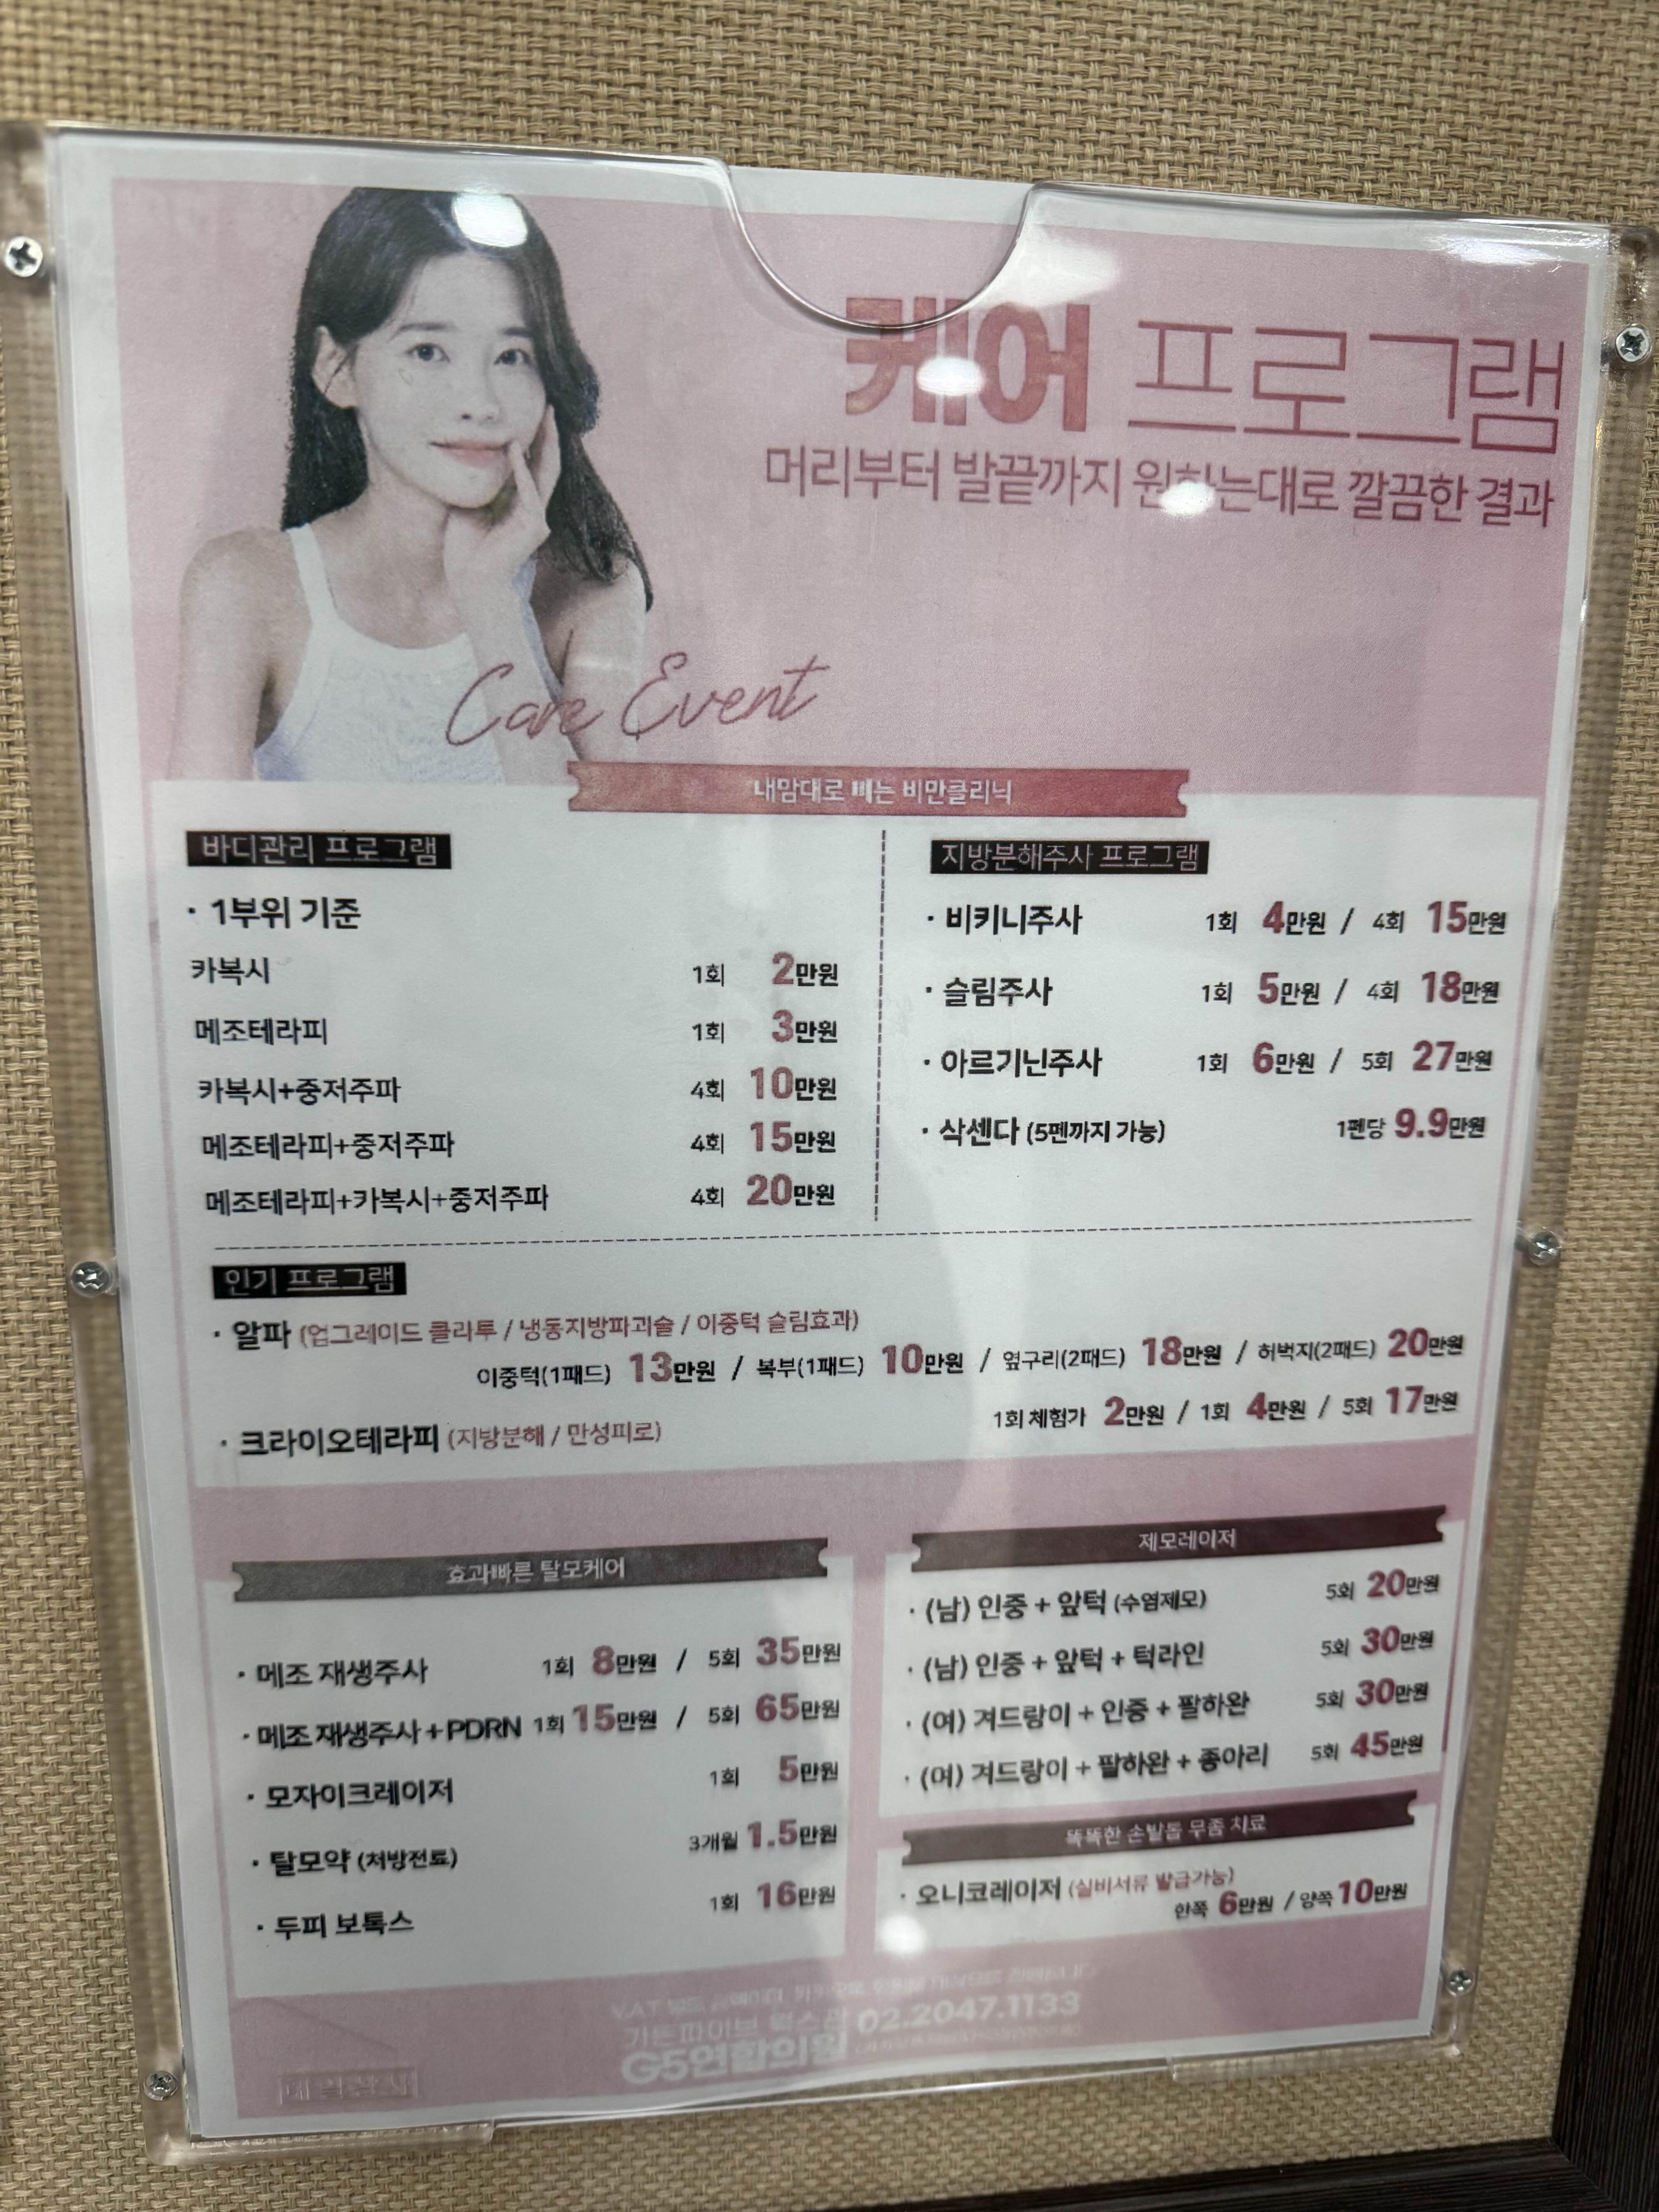 케어 프로그램
머리부터 발끝까지 원하는대로 깔끔한 결과
Care Event
내맘대로 빼는 비만클리닉
바디관리 프로그램
· 1부위 기준
카복시 1회 2만원
메조테라피 1회 3만원
카복시+중저주파 4회 10만원
메조테라피+중저주파 4회 15만원
메조테라피+카복시+중저주파 4회 20만원
지방분해주사 프로그램
· 비키니주사 1회 4만원 / 4회 15만원
· 슬림주사 1회 5만원 / 4회 18만원
· 아르기닌주사 1회 6만원 / 5회 27만원
· 삭센다 (5펜까지 가능) 1펜당 9.9만원
인기 프로그램
· 알파 (업그레이드 클라투 / 냉동지방파괴술 / 이중턱 슬림효과)
이중턱(1패드) 13만원 / 복부(1패드) 10만원 / 옆구리(2패드) 18만원 / 허벅지(2패드) 20만원
· 크라이오테라피 (지방분해 / 만성피로) 1회 체험가 2만원 / 1회 4만원 / 5회 17만원
효과빠른 탈모케어
· 메조 재생주사 1회 8만원 / 5회 35만원
· 메조 재생주사 + PDRN 1회 15만원 / 5회 65만원
· 모자이크레이저 1회 5만원
· 탈모약 (처방전료) 3개월 1.5만원
· 두피 보톡스 1회 16만원
제모레이저
· (남) 인중 + 앞턱 (수염제모) 5회 20만원
· (남) 인중 + 앞턱 + 턱라인 5회 30만원
· (여) 겨드랑이 + 인중 + 팔하완 5회 30만원
· (여) 겨드랑이 + 팔하완 + 종아리 5회 45만원
똑똑한 손발톱 무좀 치료
· 오니코레이저 (실비서류 발급가능)
한쪽 6만원 / 양쪽 10만원
V.A.T 별도
가든파이브 웍스관 02.2047.1133
G5연합의원